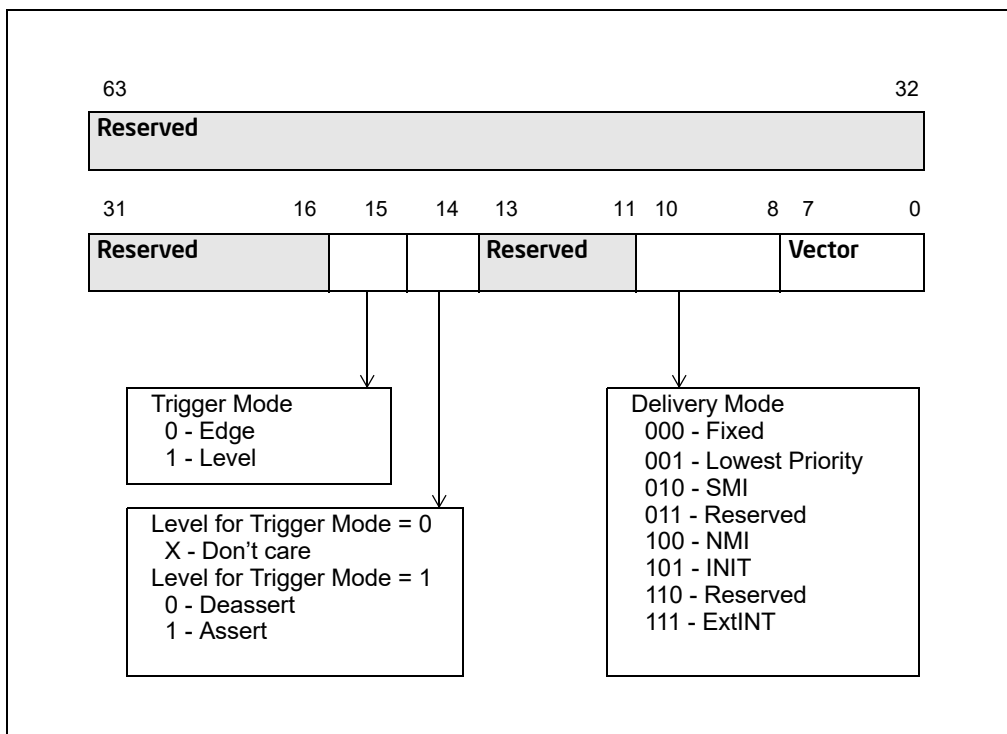 63 32
Reserved
31 16 15 14 13 11 10 8 7 0
Reserved Reserved Vector
Trigger Mode
0 - Edge
1 - Level
Level for Trigger Mode = 0
X - Don't care
Level for Trigger Mode = 1
0 - Deassert
1 - Assert
Delivery Mode
000 - Fixed
001 - Lowest Priority
010 - SMI
011 - Reserved
100 - NMI
101 - INIT
110 - Reserved
111 - ExtINT